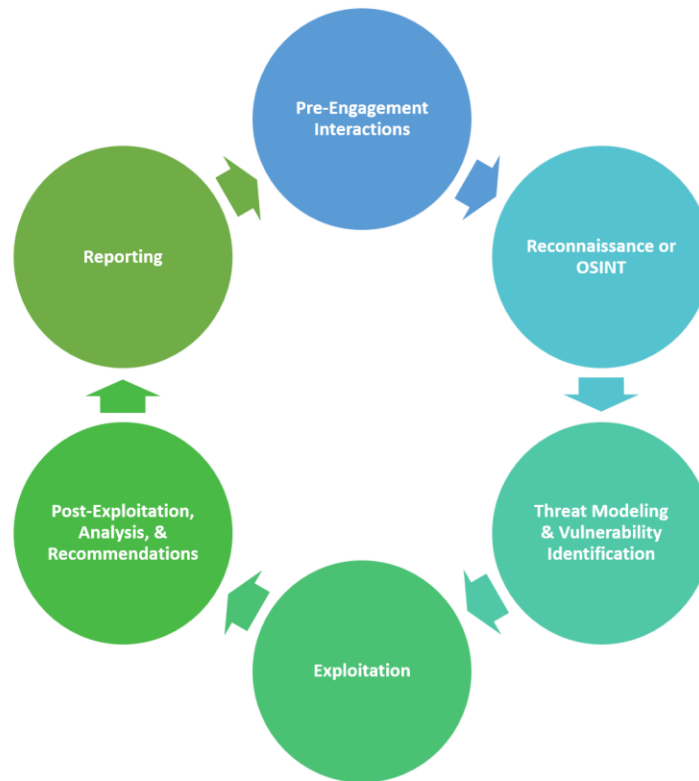 Pre-Engagement
Interactions
Reconnaissance or
OSINT
Threat Modeling
& Vulnerability
Identification
Exploitation
Post-Exploitation,
Analysis, &
Recommendations
Reporting